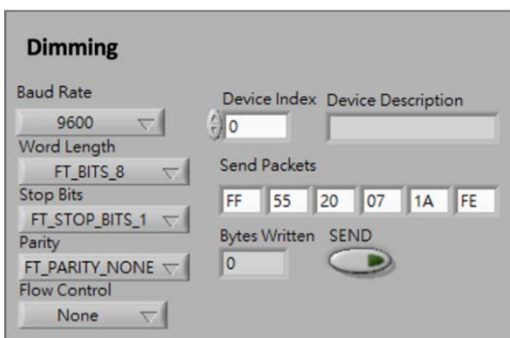 Dimming
Baud Rate
9600
Word Length
FT_BITS_8
Stop Bits
FT_STOP_BITS_1
Parity
FT_PARITY_NONE
Flow Control
None
Device Index Device Description
0
Send Packets
FF 55 20 07 1A FE
Bytes Written SEND
0